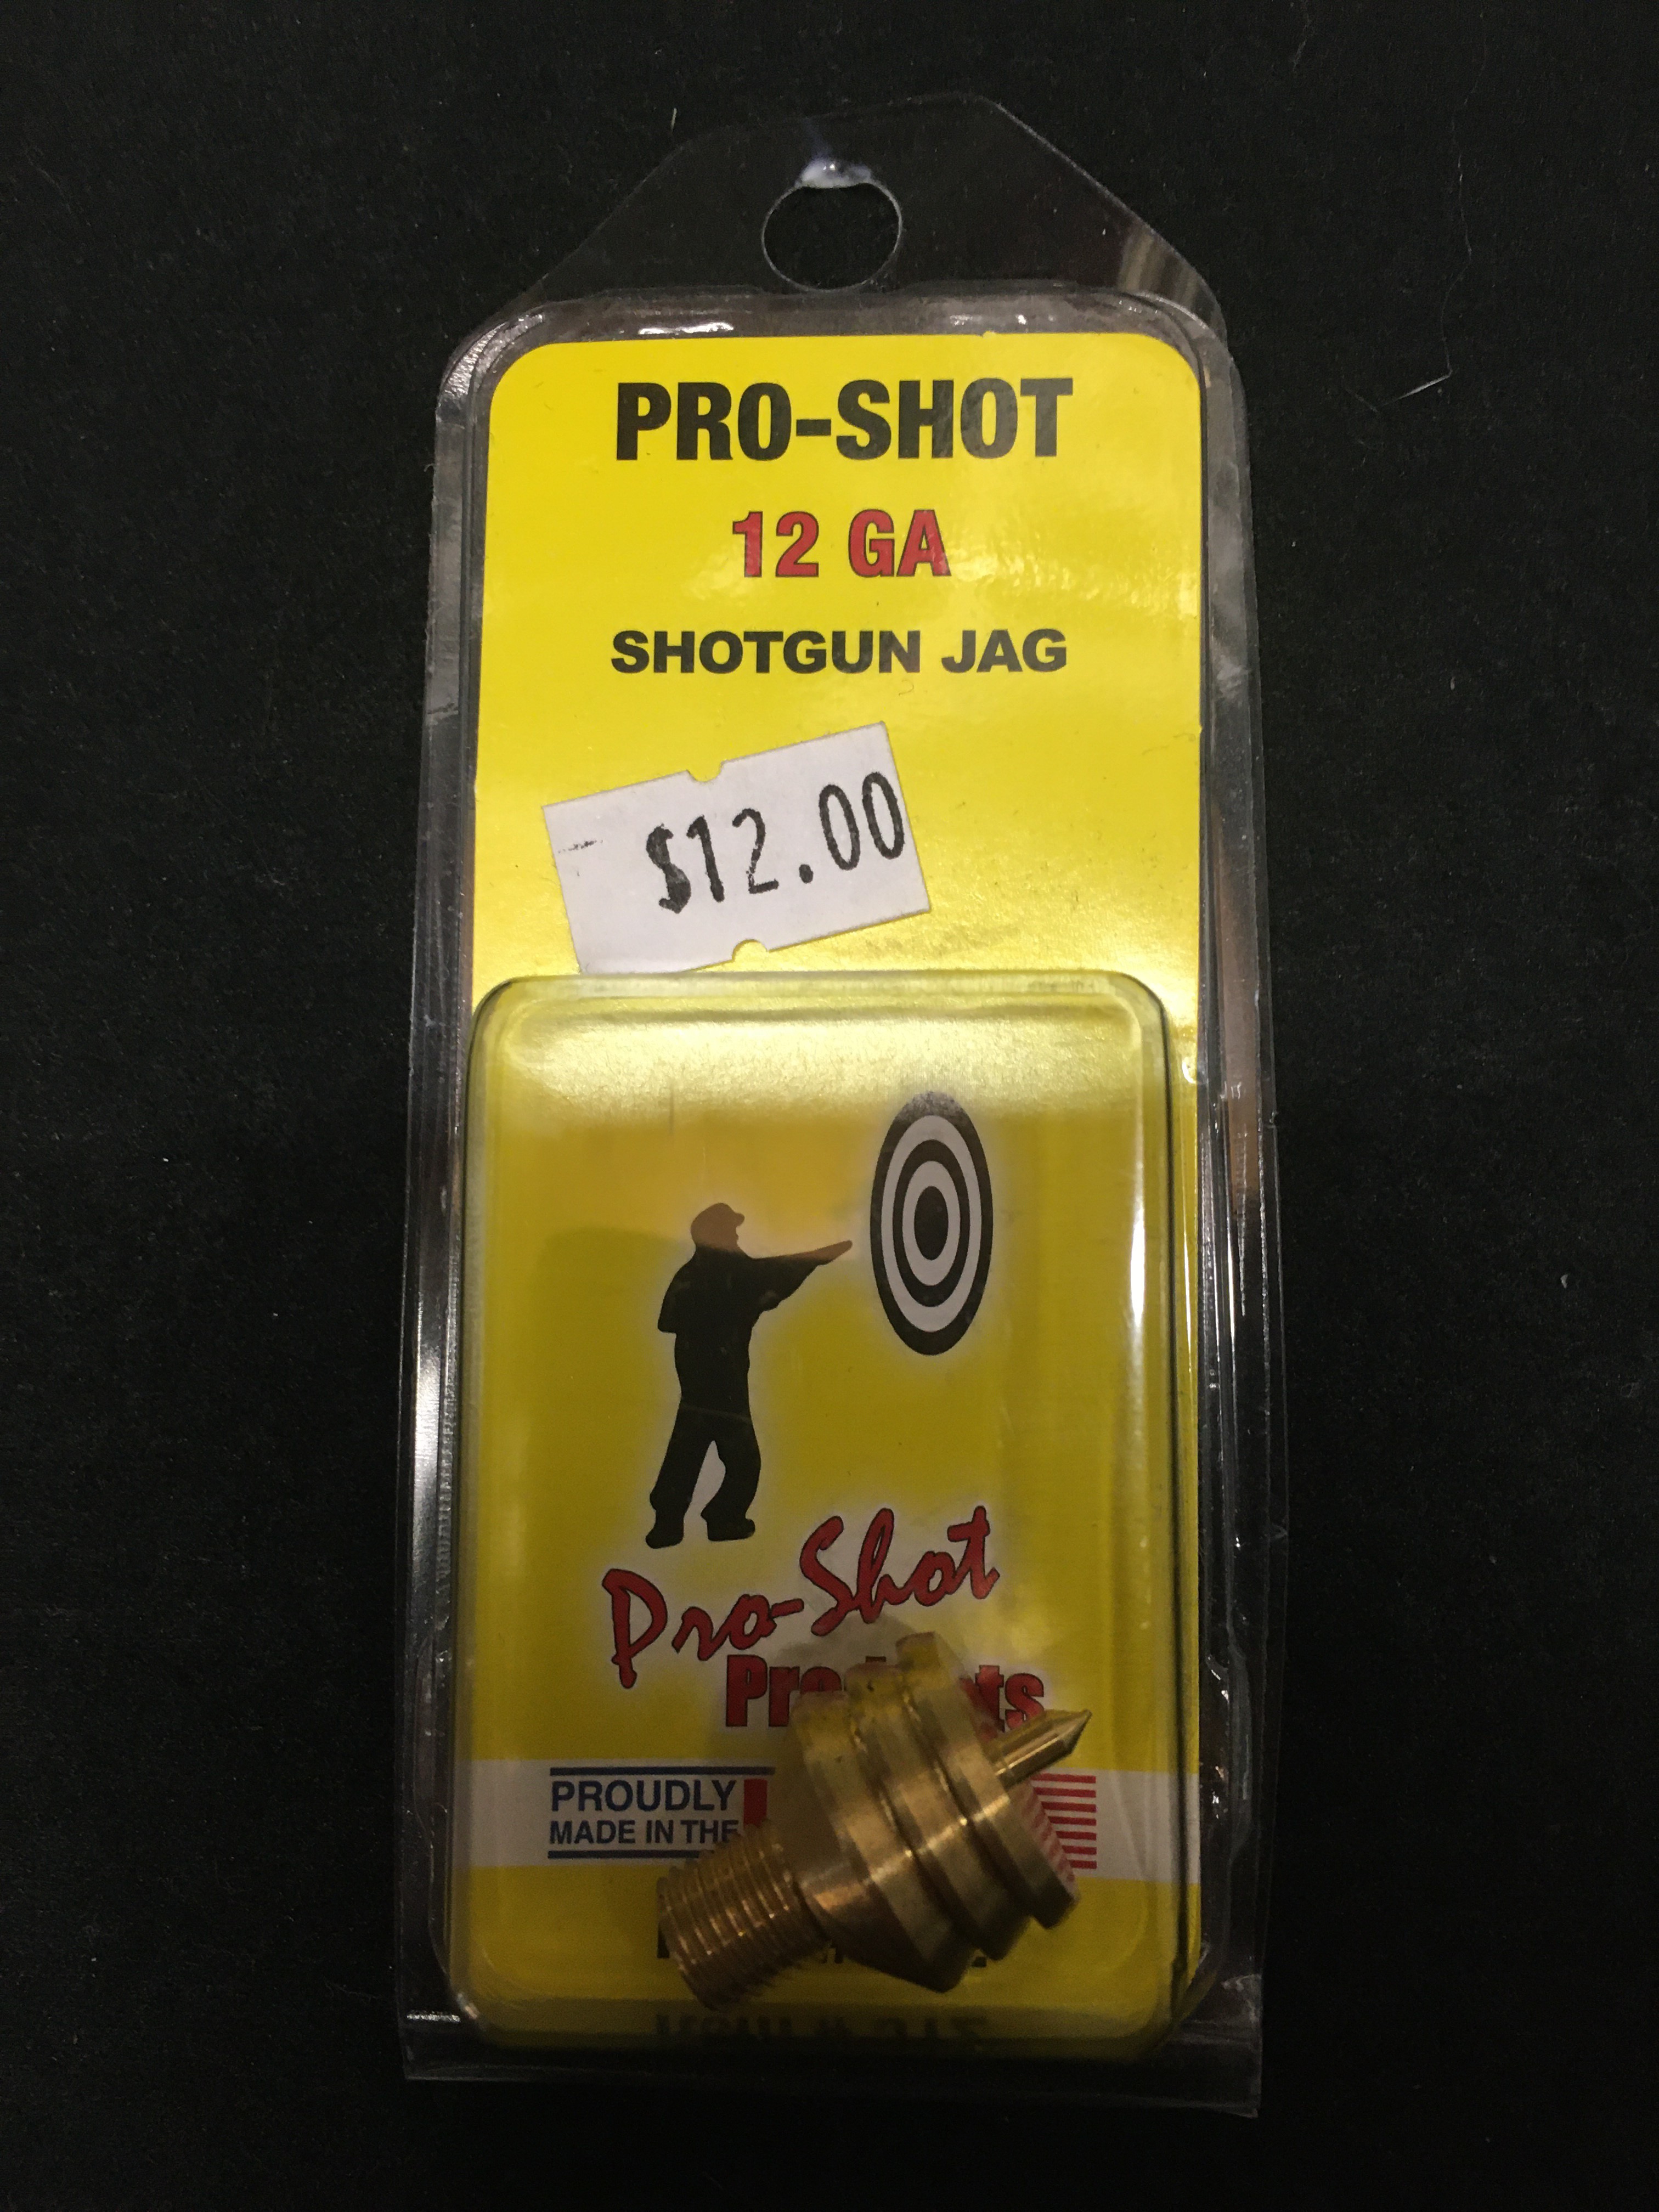 PRO-SHOT
12 GA
SHOTGUN JAG
$12.00
Pro-Shot
PROUDLY
MADE IN THE